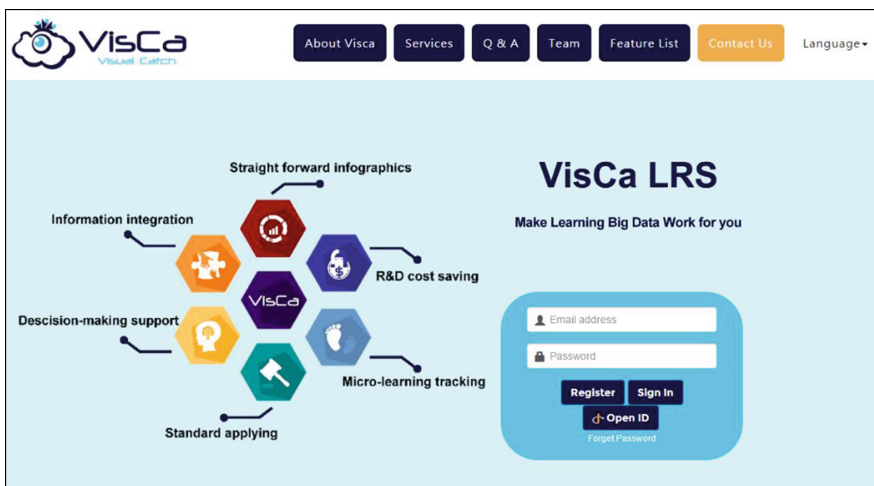 VisCa
Visual Catch
About Visca
Services
Q & A
Team
Feature List
Contact Us
Language
Straight forward infographics
Information integration
R&D cost saving
VisCa
Descision-making support
Micro-learning tracking
Standard applying
VisCa LRS
Make Learning Big Data Work for you
Email address
Password
Register
Sign In
Open ID
Forget Password